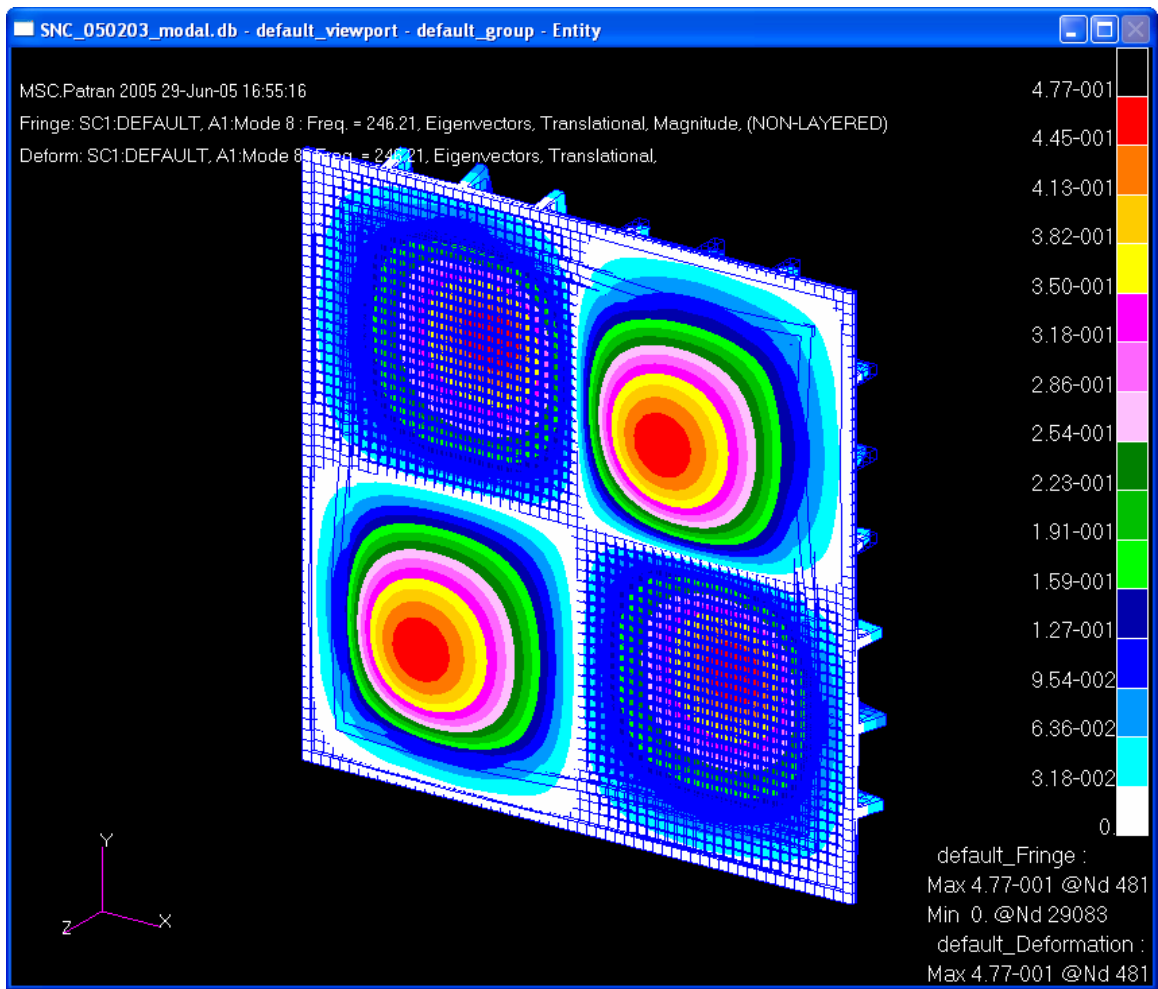 SNC_050203_modal.db - default_viewport - default_group - Entity
MSC.Patran 2005 29-Jun-05 16:55:16
Fringe: SC1:DEFAULT, A1:Mode 8 : Freq. = 246.21, Eigenvectors, Translational, Magnitude, (NON-LAYERED)
Deform: SC1:DEFAULT, A1:Mode 8 : Freq. = 246.21, Eigenvectors, Translational,
4.77-001
4.45-001
4.13-001
3.82-001
3.50-001
3.18-001
2.86-001
2.54-001
2.23-001
1.91-001
1.59-001
1.27-001
9.54-002
6.36-002
3.18-002
0.
default_Fringe :
Max 4.77-001 @Nd 481
Min 0. @Nd 29083
default_Deformation :
Max 4.77-001 @Nd 481
Y
Z
X